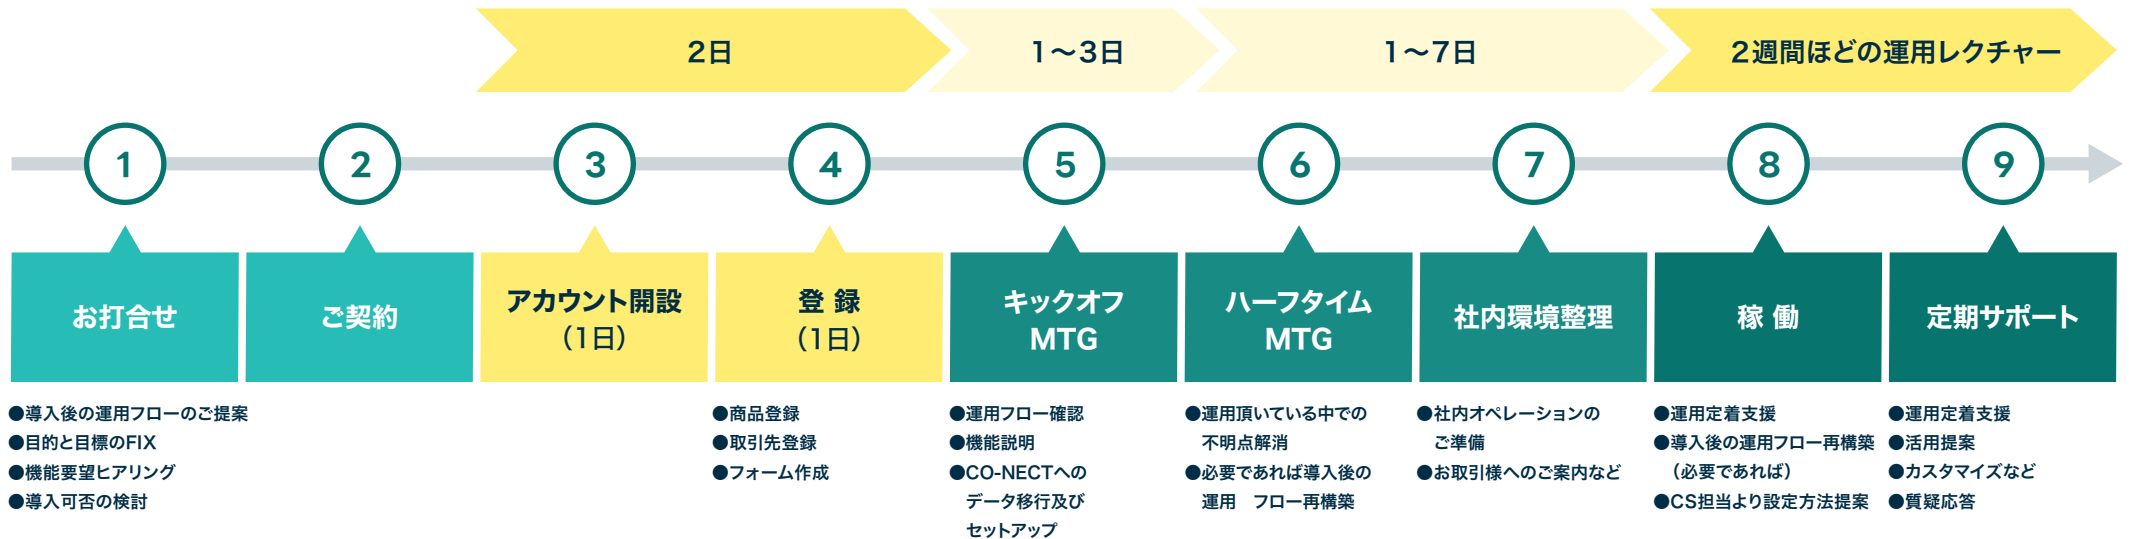 2日
1〜3日
1〜7日
2週間ほどの運用レクチャー
1
2
3
4
5
6
7
8
9
お打合せ
ご契約
アカウント開設
(1日)
登 録
(1日)
キックオフ
MTG
ハーフタイム
MTG
社内環境整理
稼 働
定期サポート
●導入後の運用フローのご提案
●目的と目標のFIX
●機能要望ヒアリング
●導入可否の検討
●商品登録
●取引先登録
●フォーム作成
●運用フロー確認
●機能説明
●CO-NECTへの
データ移行及び
セットアップ
●運用頂いている中での
不明点解消
●必要であれば導入後の
運用　フロー再構築
●社内オペレーションの
ご準備
●お取引様へのご案内など
●運用定着支援
●導入後の運用フロー再構築
(必要であれば)
●CS担当より設定方法提案
●運用定着支援
●活用提案
●カスタマイズなど
●質疑応答